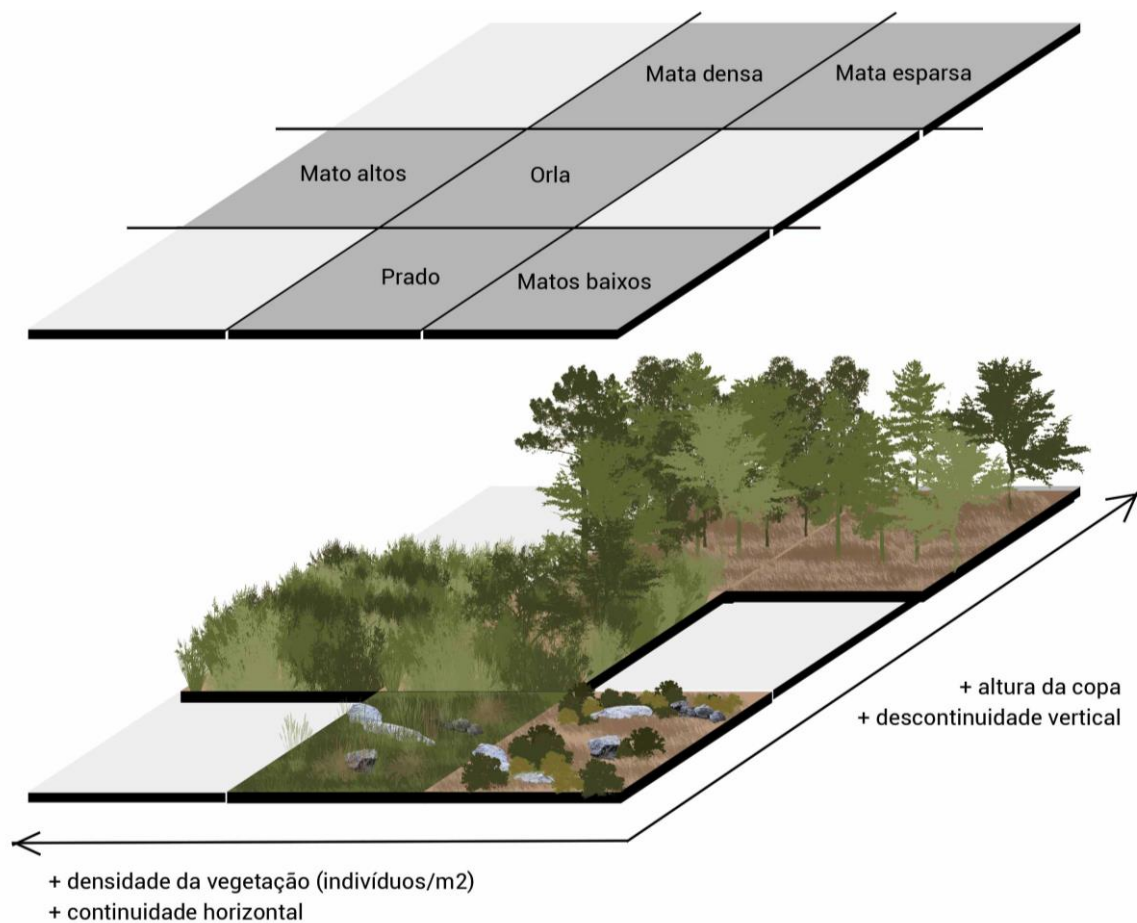 Mata densa
Mata esparsa
Mato altos
Orla
Prado
Matos baixos
+ altura da copa
+ descontinuidade vertical
+ densidade da vegetação (indivíduos/m2)
+ continuidade horizontal